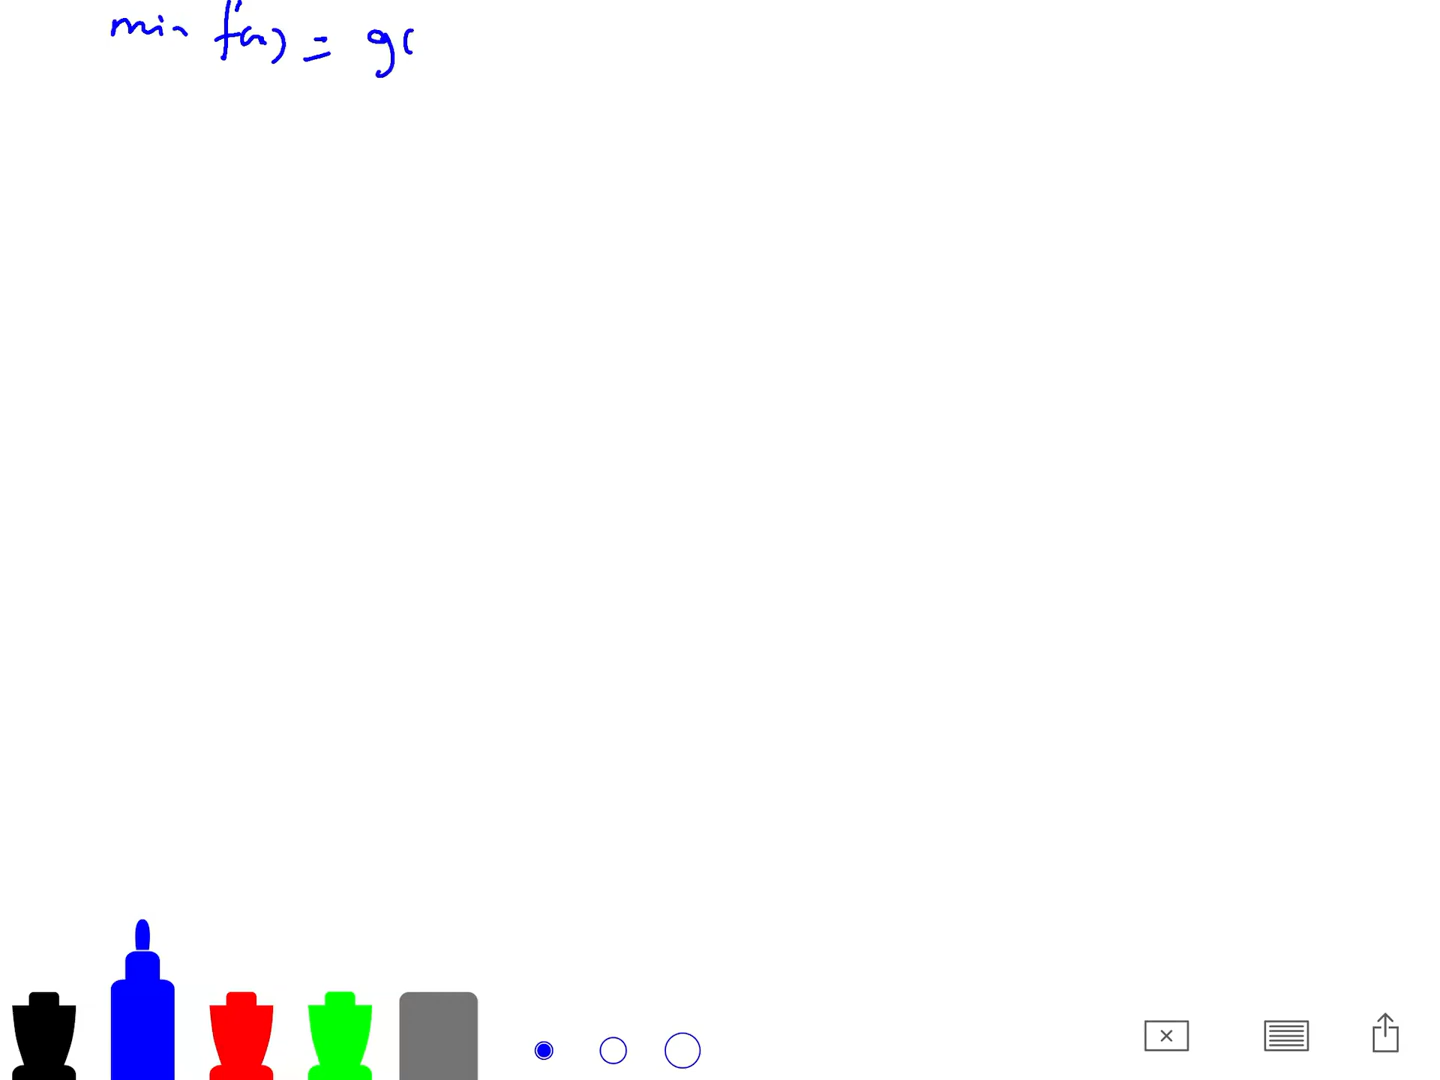 min f(x) = g(